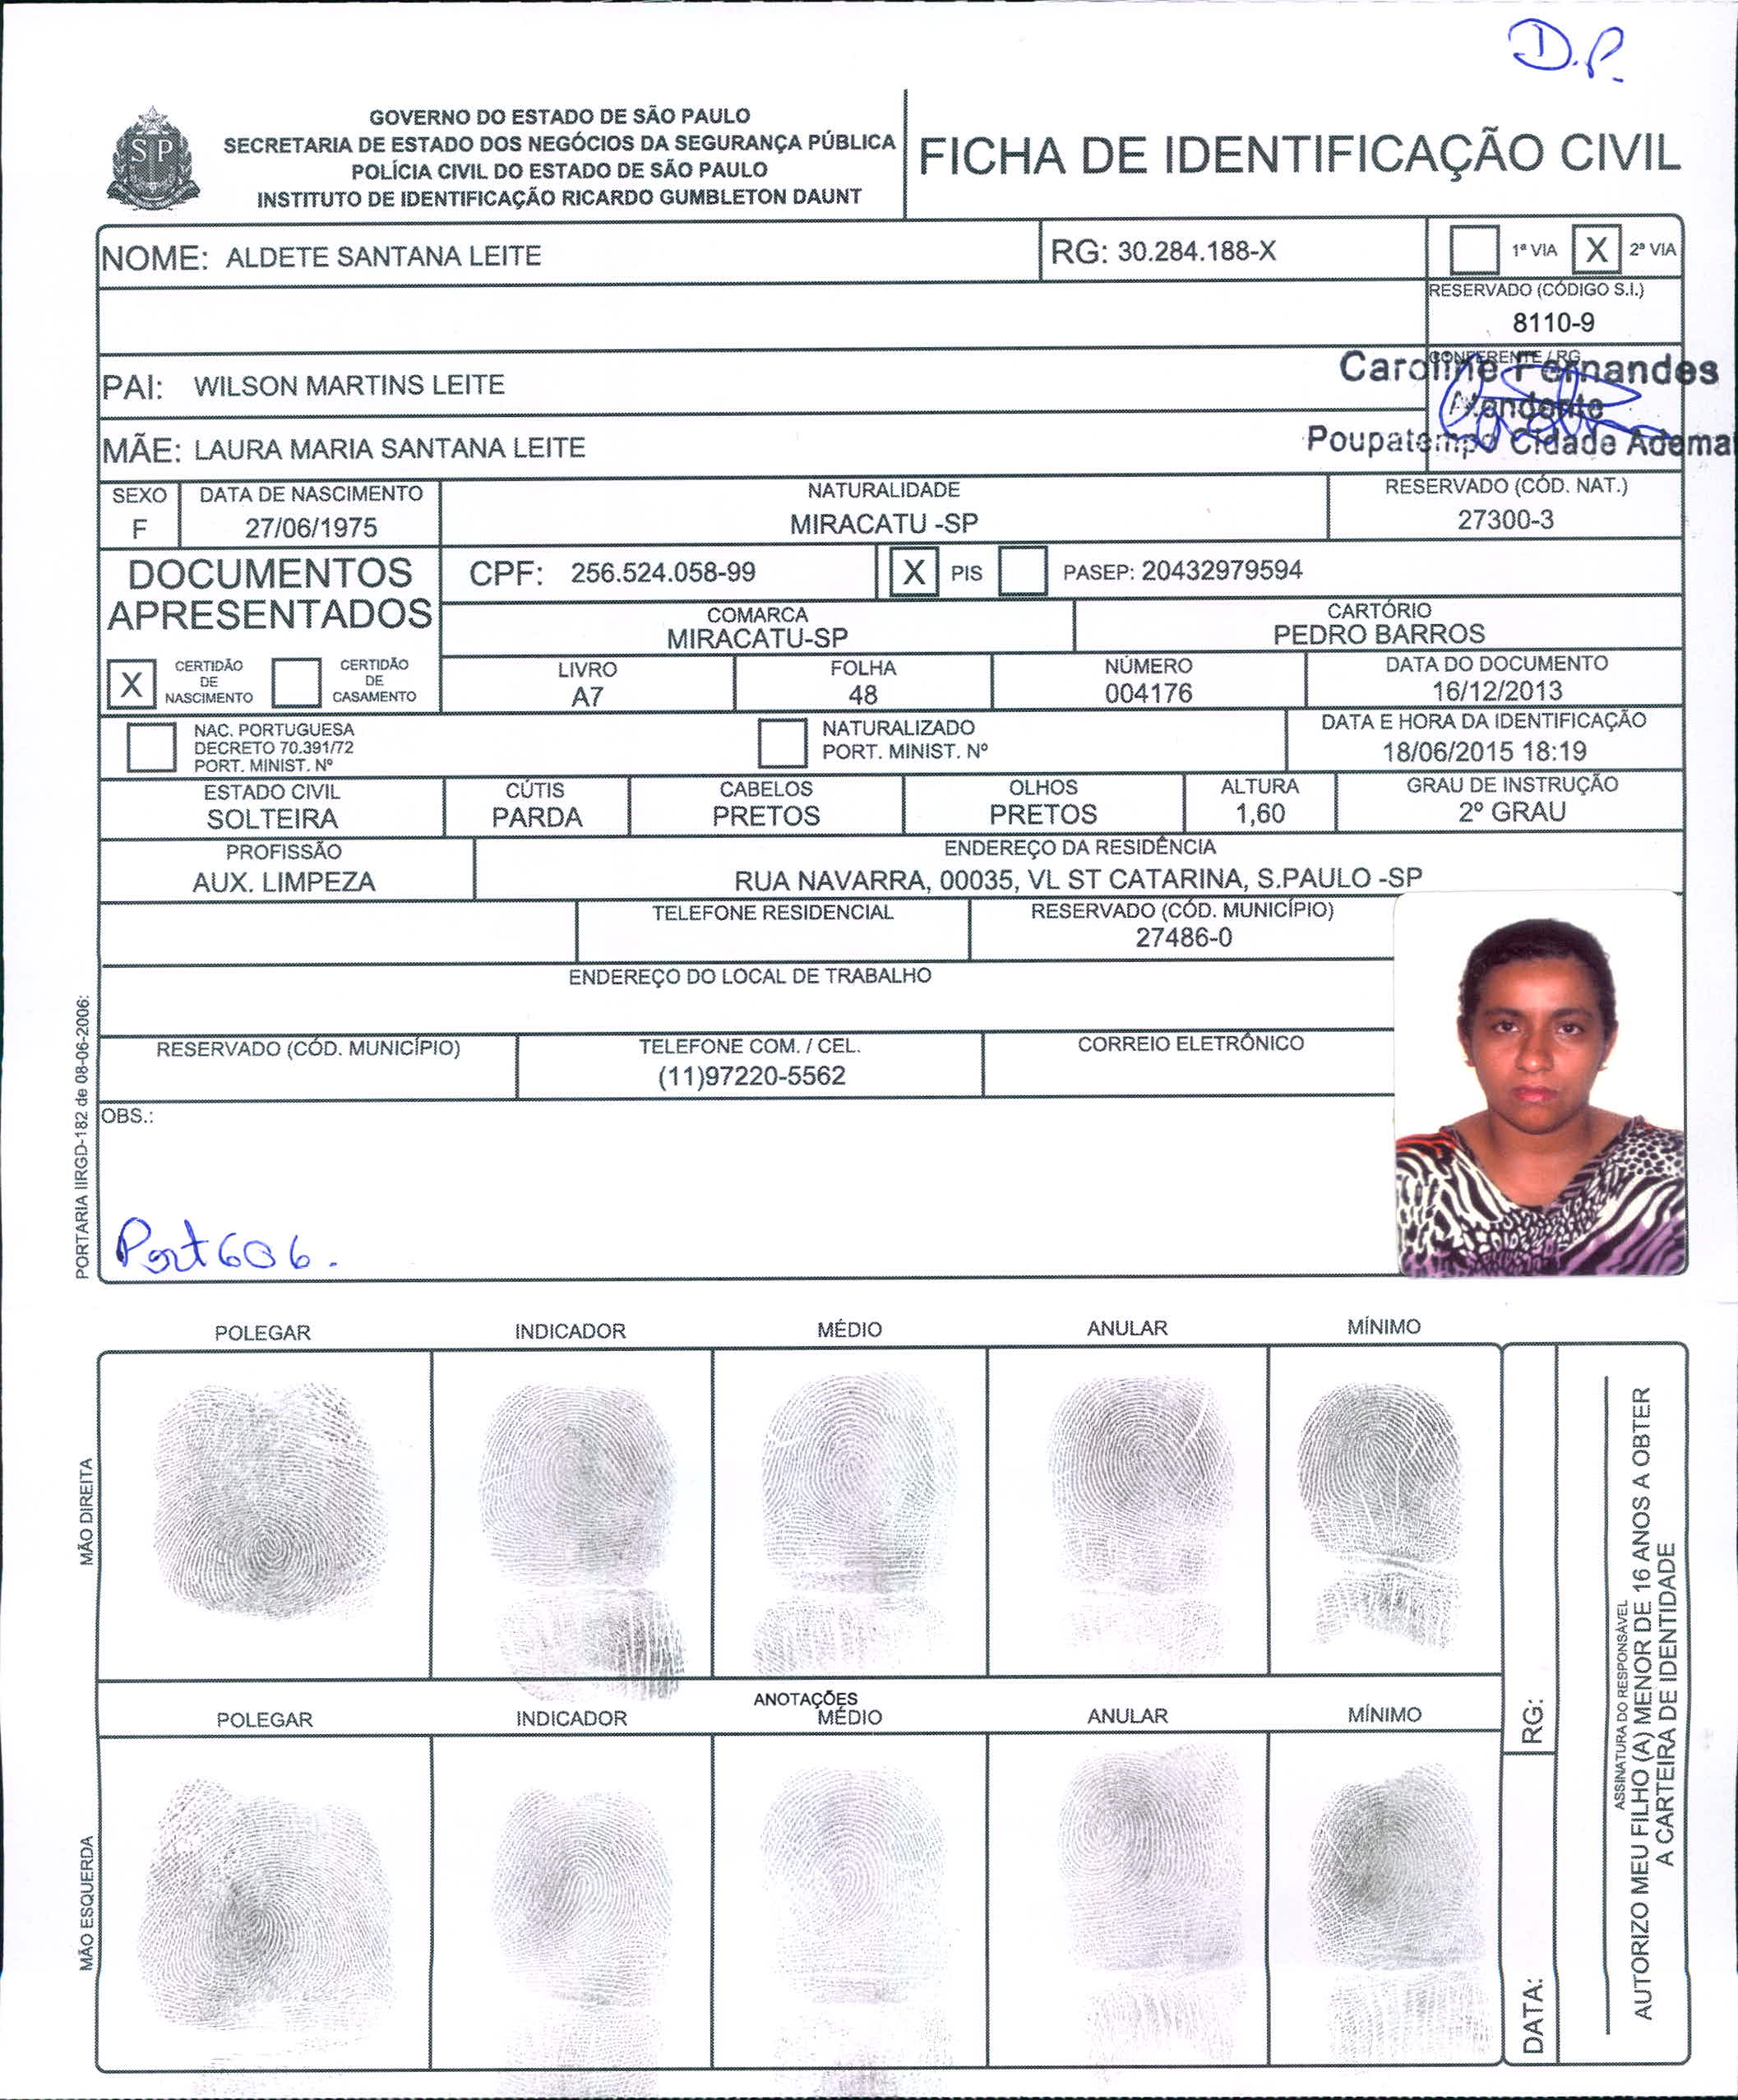 D.P.
GOVERNO DO ESTADO DE SÃO PAULO
SECRETARIA DE ESTADO DOS NEGÓCIOS DA SEGURANÇA PÚBLICA
POLÍCIA CIVIL DO ESTADO DE SÃO PAULO
INSTITUTO DE IDENTIFICAÇÃO RICARDO GUMBLETON DAUNT
SP
FICHA DE IDENTIFICAÇÃO CIVIL
NOME: ALDETE SANTANA LEITE
RG: 30.284.188-X
1ª VIA X 2ª VIA
RESERVADO (CÓDIGO S.I.)
8110-9
PAI: WILSON MARTINS LEITE
CONFERENTE / RG
Caroline Fernandes
Atendente
Poupatempo Cidade Ademar
MÃE: LAURA MARIA SANTANA LEITE
SEXO
F
DATA DE NASCIMENTO
27/06/1975
NATURALIDADE
MIRACATU -SP
RESERVADO (CÓD. NAT.)
27300-3
DOCUMENTOS
APRESENTADOS
CPF: 256.524.058-99
X PIS
PASEP: 20432979594
COMARCA
MIRACATU-SP
CARTÓRIO
PEDRO BARROS
X CERTIDÃO
DE
NASCIMENTO
CERTIDÃO
DE
CASAMENTO
LIVRO
A7
FOLHA
48
NÚMERO
004176
DATA DO DOCUMENTO
16/12/2013
NAC. PORTUGUESA
DECRETO 70.391/72
PORT. MINIST. Nº
NATURALIZADO
PORT. MINIST. Nº
DATA E HORA DA IDENTIFICAÇÃO
18/06/2015 18:19
ESTADO CIVIL
SOLTEIRA
CÚTIS
PARDA
CABELOS
PRETOS
OLHOS
PRETOS
ALTURA
1,60
GRAU DE INSTRUÇÃO
2º GRAU
PROFISSÃO
AUX. LIMPEZA
ENDEREÇO DA RESIDÊNCIA
RUA NAVARRA, 00035, VL ST CATARINA, S.PAULO -SP
TELEFONE RESIDENCIAL
RESERVADO (CÓD. MUNICÍPIO)
27486-0
ENDEREÇO DO LOCAL DE TRABALHO
RESERVADO (CÓD. MUNICÍPIO)
TELEFONE COM. / CEL.
(11)97220-5562
CORREIO ELETRÔNICO
OBS.:
Port 606.
PORTARIA IIRGD-182 de 08-06-2006:
POLEGAR INDICADOR MÉDIO ANULAR MÍNIMO
MÃO DIREITA
ANOTAÇÕES
POLEGAR INDICADOR MÉDIO ANULAR MÍNIMO
MÃO ESQUERDA
RG:
DATA:
ASSINATURA DO RESPONSÁVEL
AUTORIZO MEU FILHO (A) MENOR DE 16 ANOS A OBTER
A CARTEIRA DE IDENTIDADE